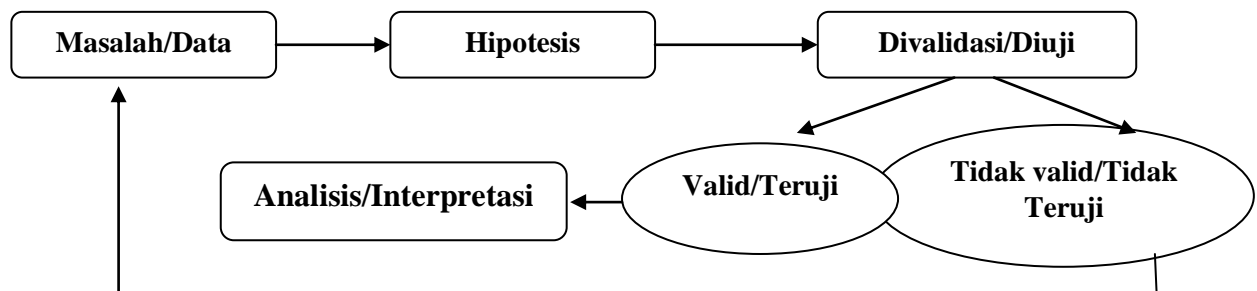 Masalah/Data
Hipotesis
Divalidasi/Diuji
Analisis/Interpretasi
Valid/Teruji
Tidak valid/Tidak
Teruji